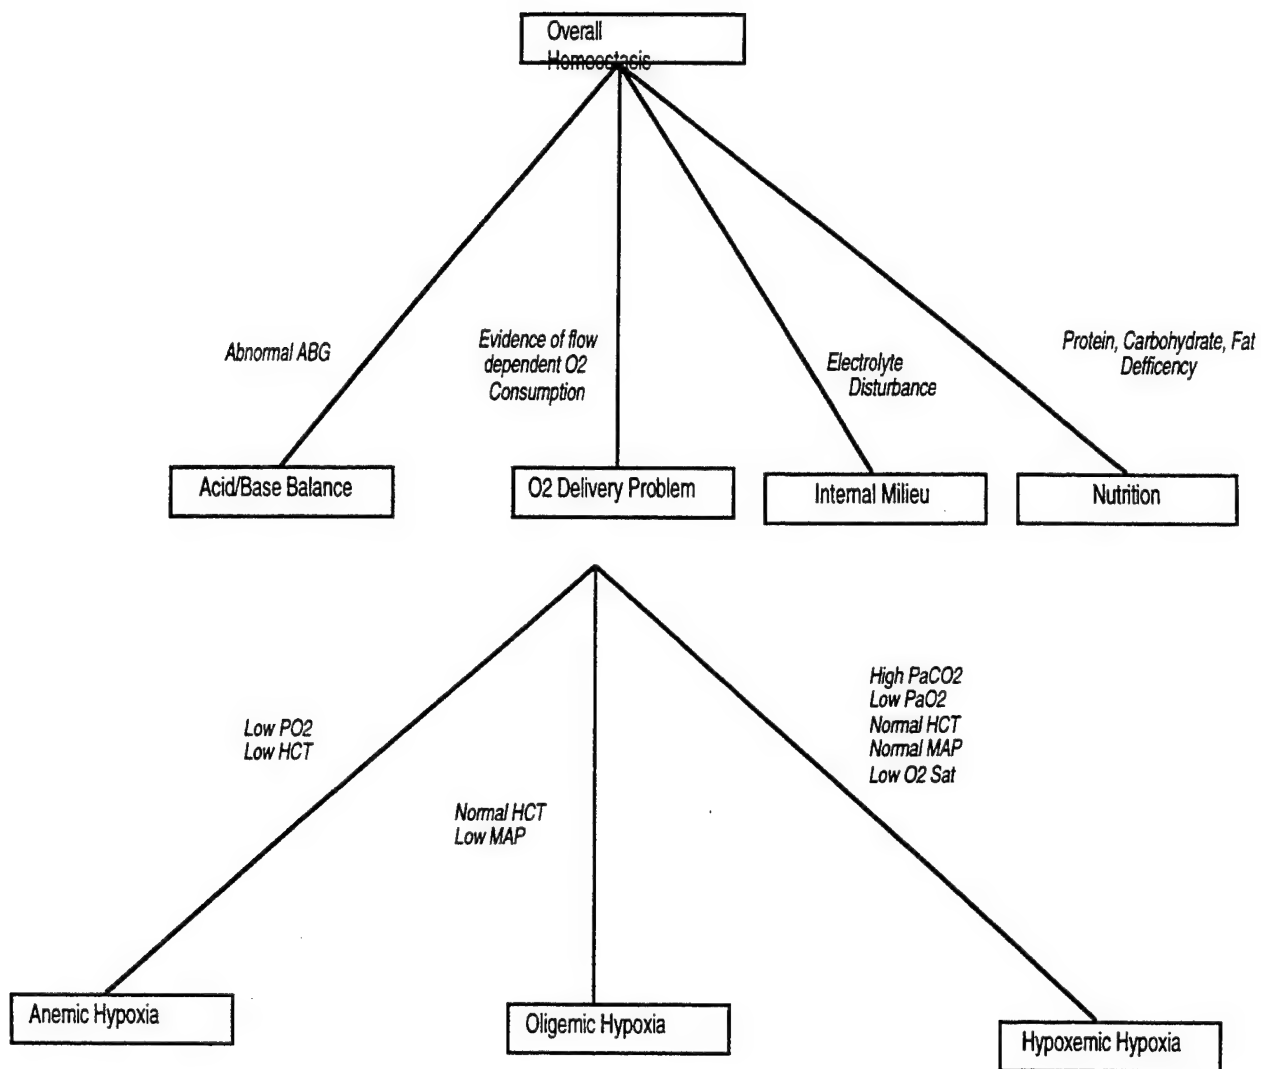 Overall
Homeostasis
Abnormal ABG
Evidence of flow
dependent O2
Consumption
Electrolyte
Disturbance
Protein, Carbohydrate, Fat
Defficency
Acid/Base Balance
O2 Delivery Problem
Internal Milieu
Nutrition
Low PO2
Low HCT
Normal HCT
Low MAP
High PaCO2
Low PaO2
Normal HCT
Normal MAP
Low O2 Sat
Anemic Hypoxia
Oligemic Hypoxia
Hypoxemic Hypoxia